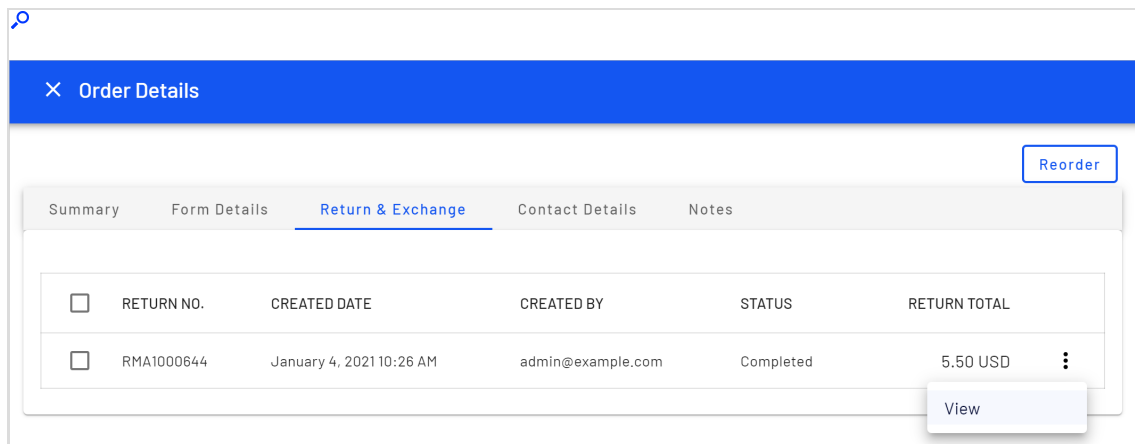 Order Details
Reorder
Summary Form Details Return & Exchange Contact Details Notes
RETURN NO. CREATED DATE CREATED BY STATUS RETURN TOTAL
RMA1000644 January 4, 2021 10:26 AM admin@example.com Completed 5.50 USD
View